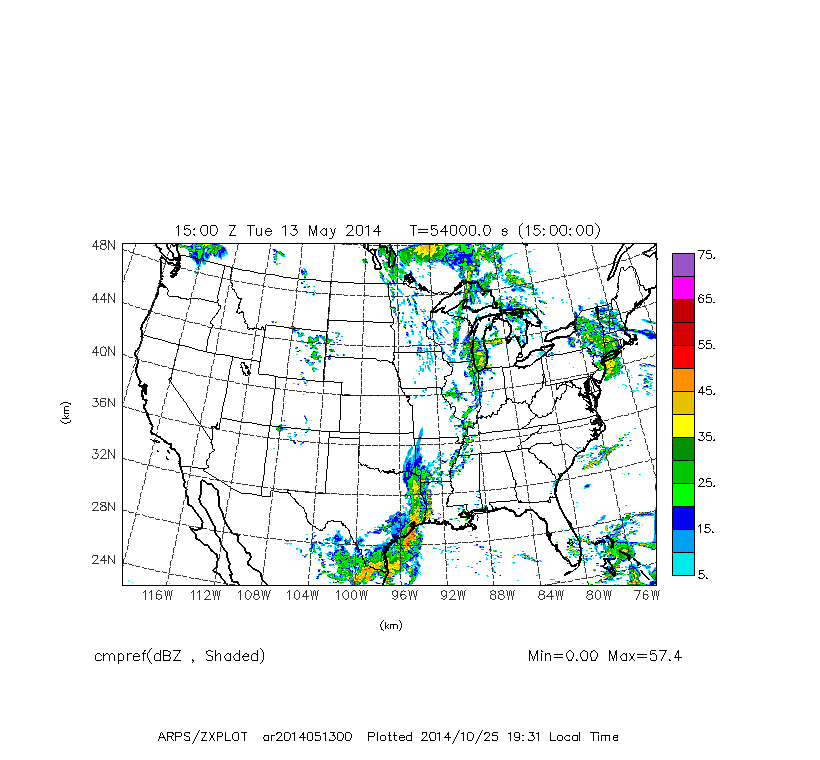 15:00 Z Tue 13 May 2014 T=54000.0 s (15:00:00)
48N
44N
40N
36N
32N
28N
24N
(km)
75.
65.
55.
45.
35.
25.
15.
5.
116W 112W 108W 104W 100W 96W 92W 88W 84W 80W 76W
(km)
cmpref(dBZ , Shaded) Min=0.00 Max=57.4
ARPS/ZXPLOT ar2014051300 Plotted 2014/10/25 19:31 Local Time